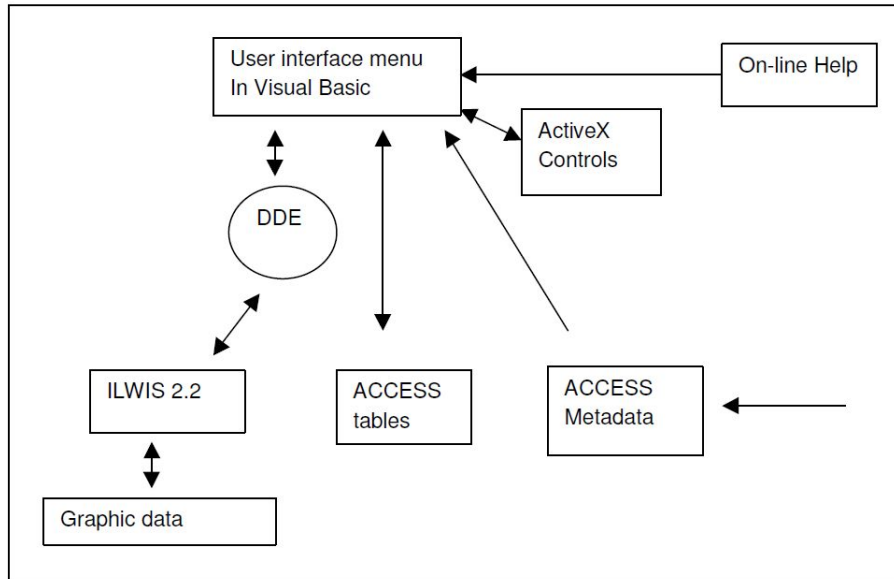 User interface menu
In Visual Basic
On-line Help
ActiveX
Controls
DDE
ILWIS 2.2
ACCESS
tables
ACCESS
Metadata
Graphic data